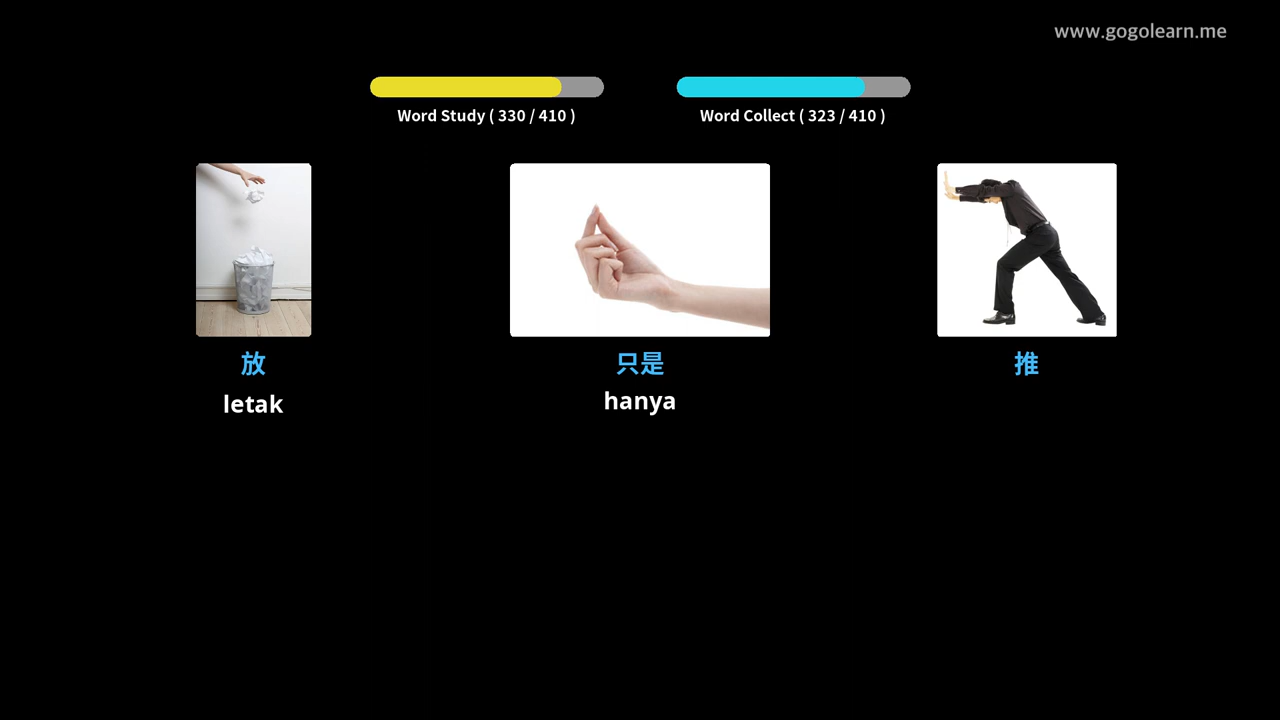 www.gogolearn.me
Word Study ( 330 / 410 )
Word Collect ( 323 / 410 )
放
只是
推
letak
hanya